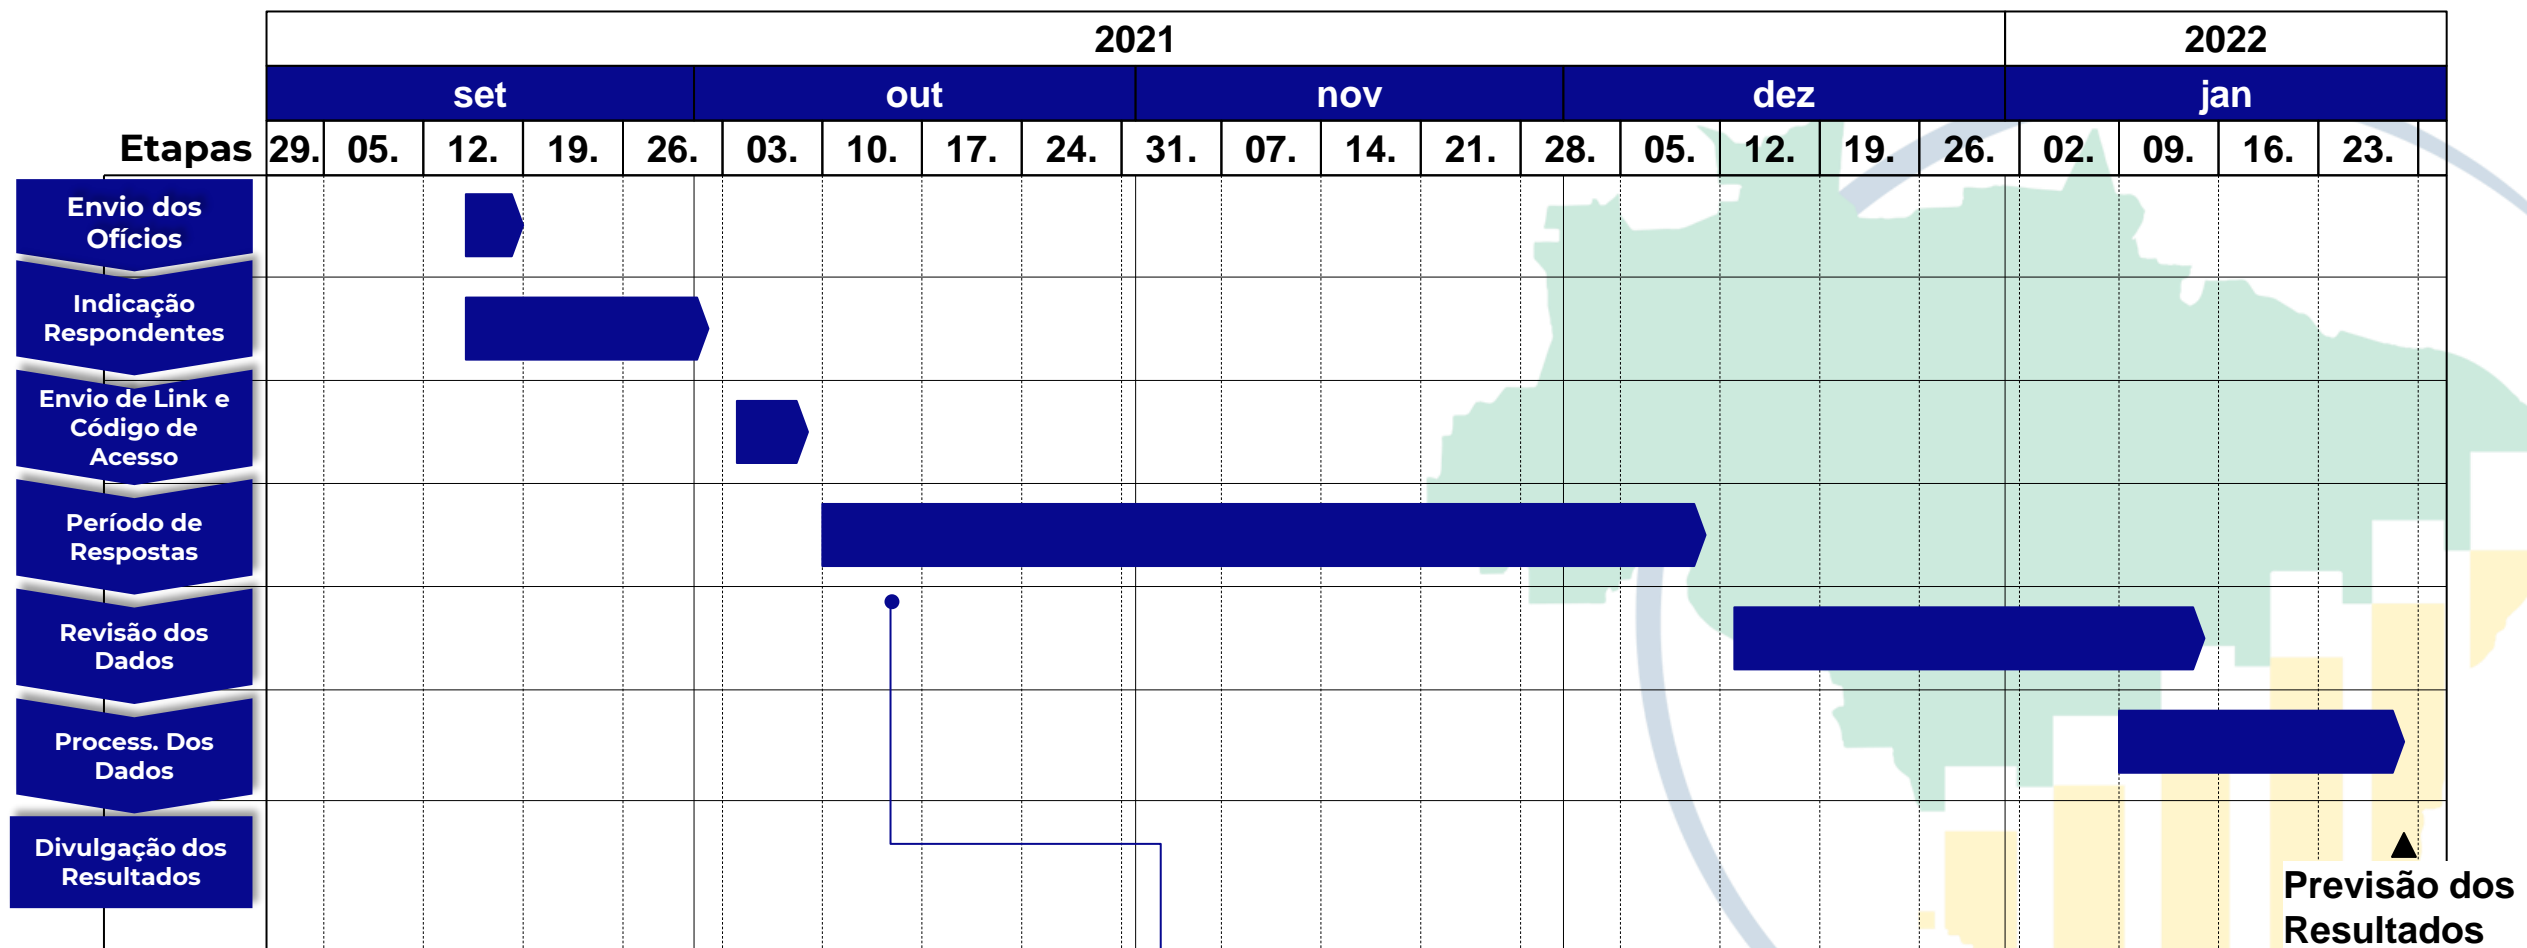 2021 2022
set out nov dez jan
Etapas 29. 05. 12. 19. 26. 03. 10. 17. 24. 31. 07. 14. 21. 28. 05. 12. 19. 26. 02. 09. 16. 23.
Envio dos
Ofícios
Indicação
Respondentes
Envio de Link e
Código de
Acesso
Período de
Respostas
Revisão dos
Dados
Process. Dos
Dados
Divulgação dos
Resultados
Previsão dos
Resultados